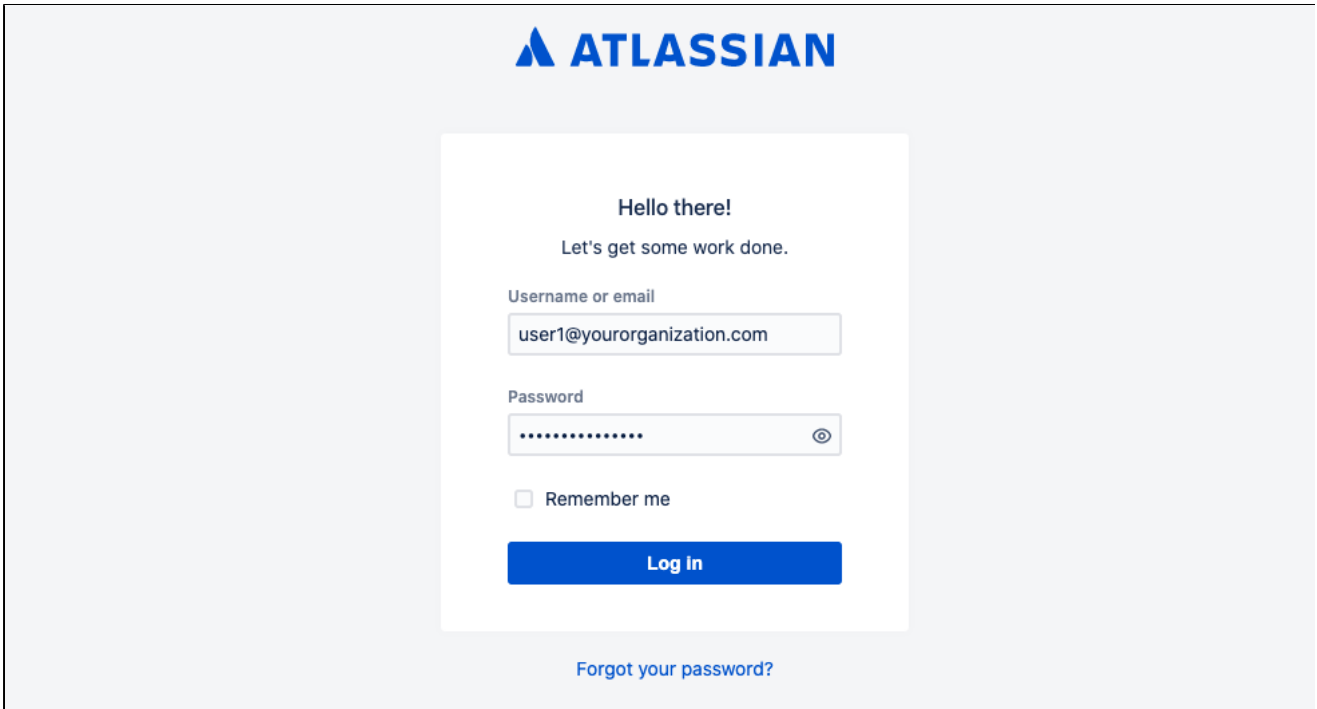 ATLASSIAN
Hello there!
Let's get some work done.
Username or email
user1@yourorganization.com
Password
•••••••••••••••
Remember me
Log in
Forgot your password?